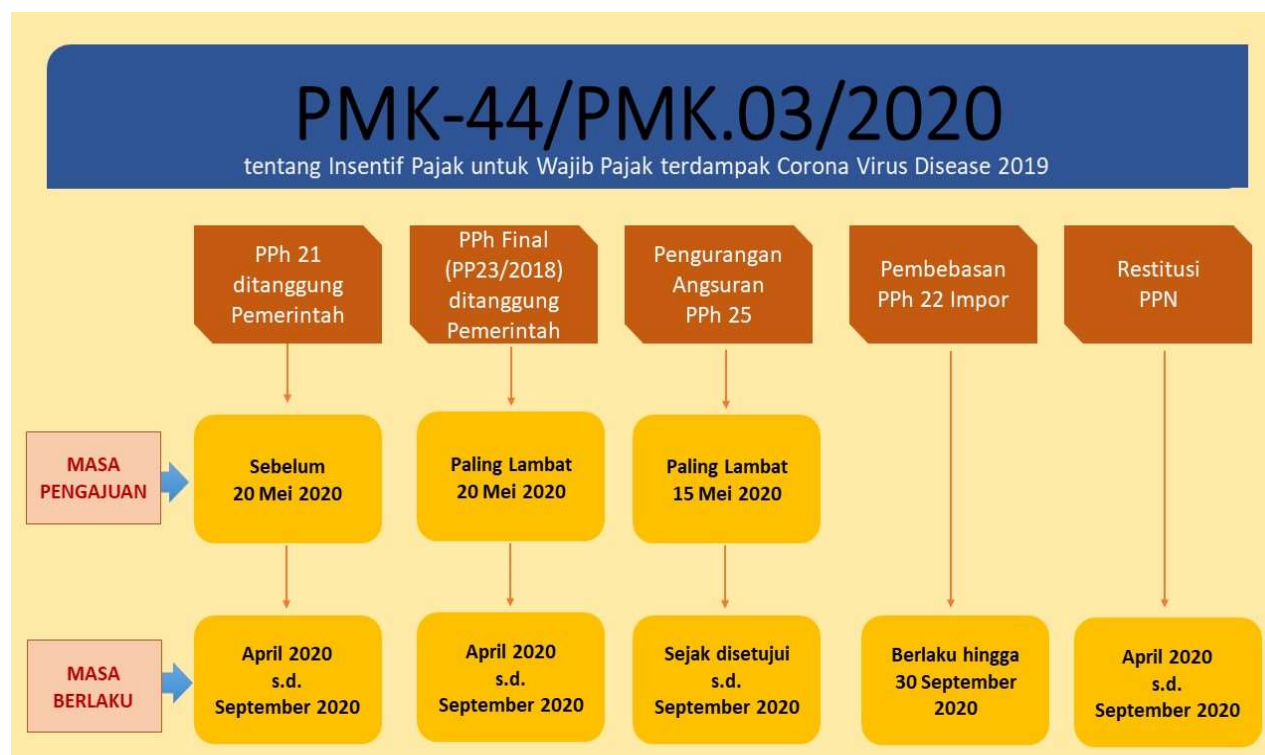 PMK-44/PMK.03/2020
tentang Insentif Pajak untuk Wajib Pajak terdampak Corona Virus Disease 2019
PPh 21
ditanggung
Pemerintah
PPh Final
(PP23/2018)
ditanggung
Pemerintah
Pengurangan
Angsuran
PPh 25
Pembebasan
PPh 22 Impor
Restitusi
PPN
MASA
PENGAJUAN
Sebelum
20 Mei 2020
Paling Lambat
20 Mei 2020
Paling Lambat
15 Mei 2020
MASA
BERLAKU
April 2020
s.d.
September 2020
April 2020
s.d.
September 2020
Sejak disetujui
s.d.
September 2020
Berlaku hingga
30 September
2020
April 2020
s.d.
September 2020